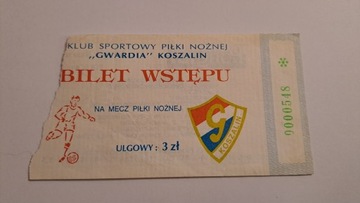 KLUB SPORTOWY PIŁKI NOŻNEJ
„GWARDIA” KOSZALIN
BILET WSTĘPU
NA MECZ PIŁKI NOŻNEJ
ULGOWY: 3 zł
G
KOSZALIN
0000548